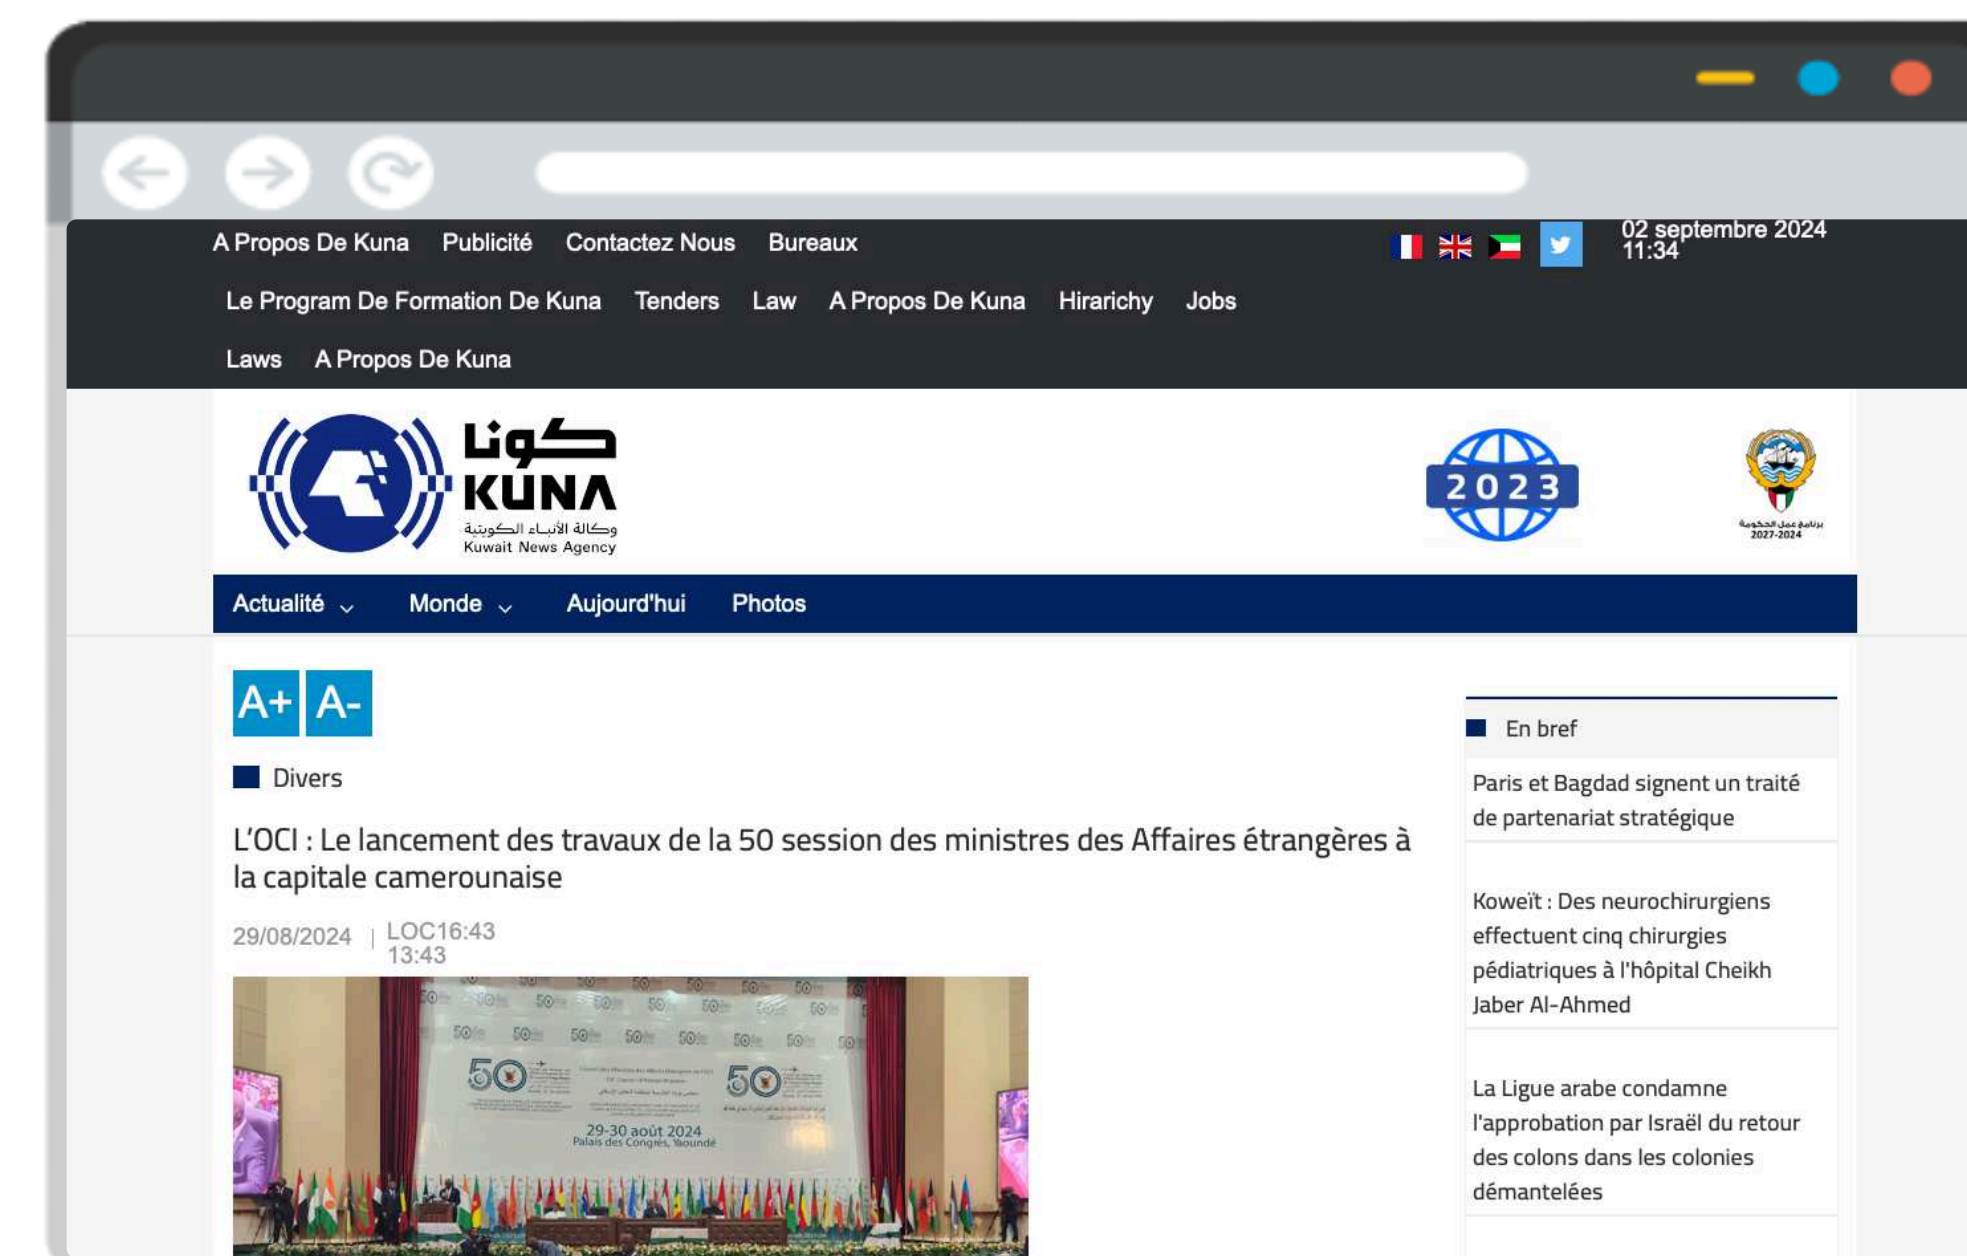 A Propos De Kuna Publicité Contactez Nous Bureaux
02 septembre 2024
11:34
Le Program De Formation De Kuna Tenders Law A Propos De Kuna Hirarichy Jobs
Laws A Propos De Kuna
كونا
KUNA
وكالة الأنباء الكويتية
Kuwait News Agency
2023
برنامج عمل الحكومة
2027-2024
Actualité Monde Aujourd'hui Photos
A+ A-
Divers
L'OCI : Le lancement des travaux de la 50 session des ministres des Affaires étrangères à
la capitale camerounaise
29/08/2024 | LOC16:43
13:43
50
50
29-30 août 2024
Palais des Congrès, Yaoundé
En bref
Paris et Bagdad signent un traité
de partenariat stratégique
Koweït : Des neurochirurgiens
effectuent cinq chirurgies
pédiatriques à l'hôpital Cheikh
Jaber Al-Ahmed
La Ligue arabe condamne
l'approbation par Israël du retour
des colons dans les colonies
démantelées